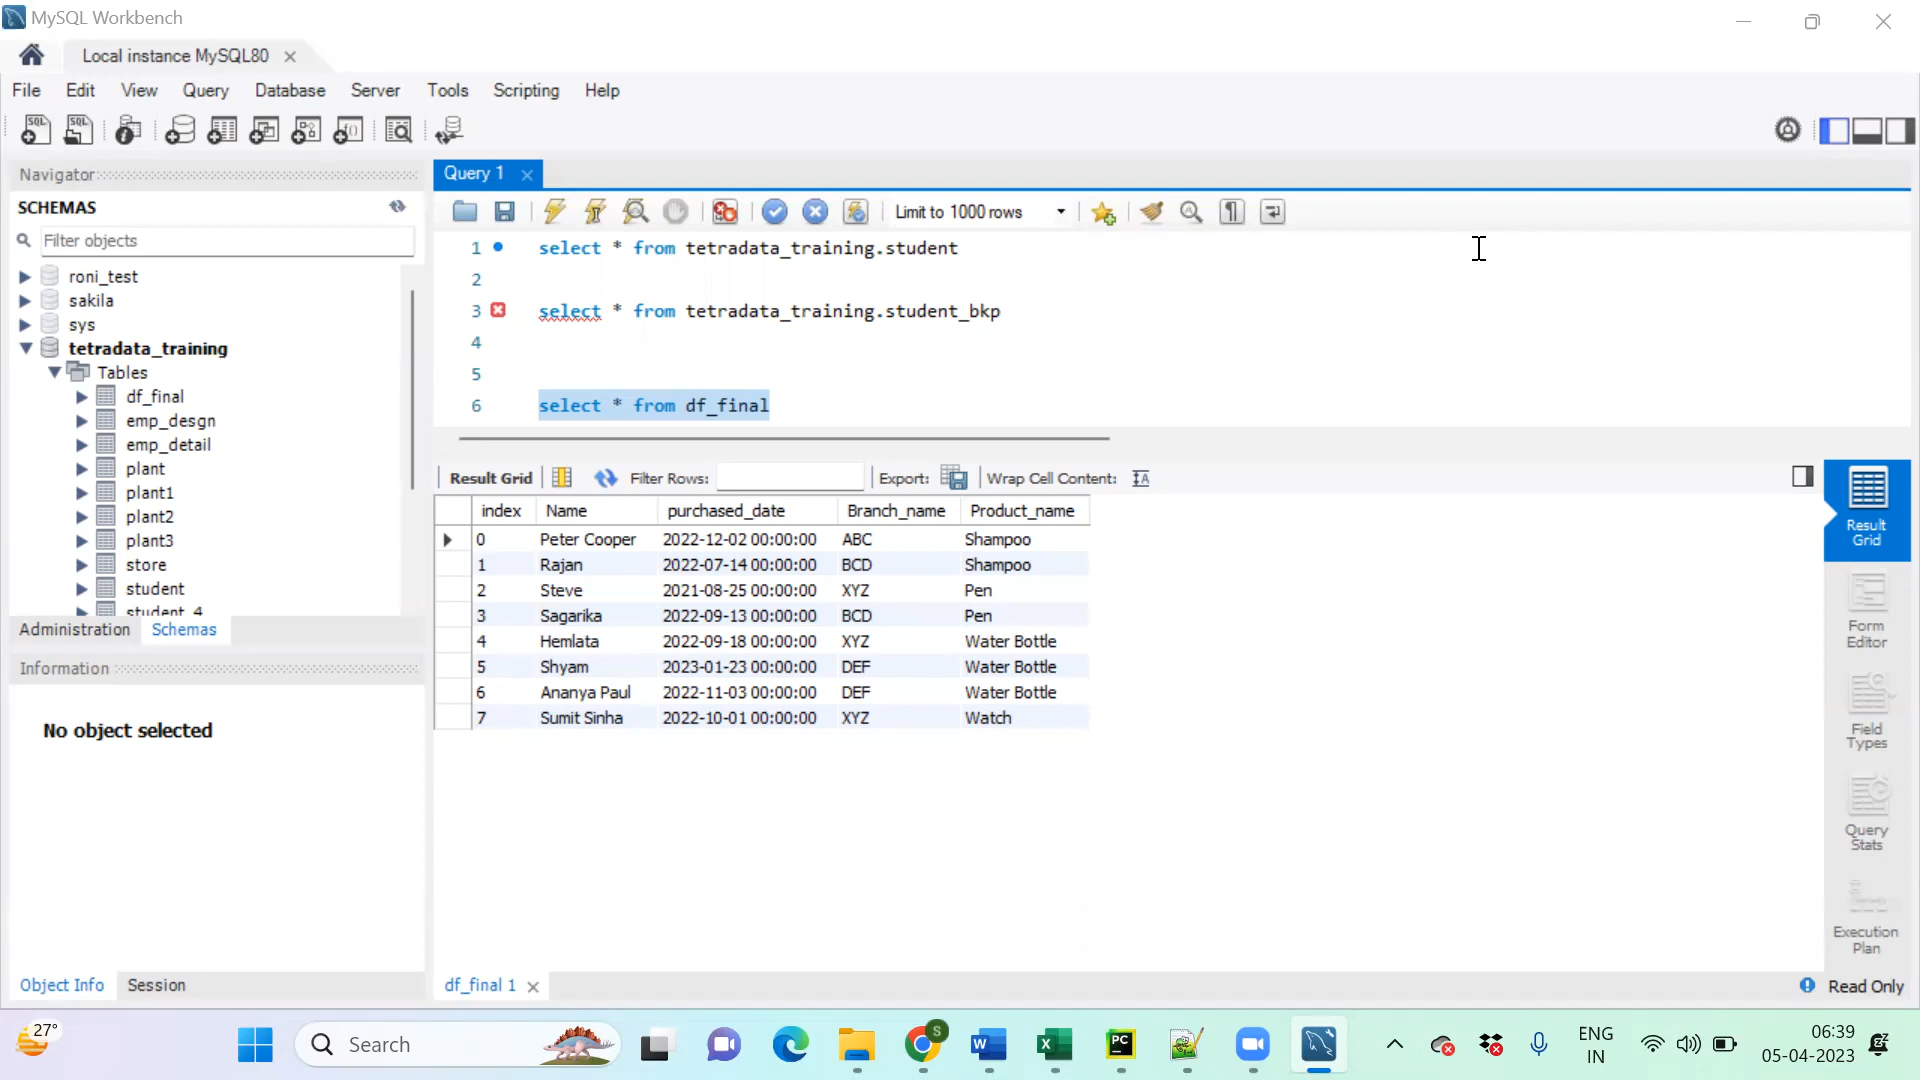 MySQL Workbench
Local instance MySQL80
File Edit View Query Database Server Tools Scripting Help
Navigator
SCHEMAS
Filter objects
roni_test
sakila
sys
tetradata_training
Tables
df_final
emp_desgn
emp_detail
plant
plant1
plant2
plant3
store
student
student_4
Administration Schemas
Information
No object selected
Object Info Session
Query 1
Limit to 1000 rows
1 select * from tetradata_training.student
2
3 select * from tetradata_training.student_bkp
4
5
6 select * from df_final
Result Grid Filter Rows: Export: Wrap Cell Content:
index Name purchased_date Branch_name Product_name
0 Peter Cooper 2022-12-02 00:00:00 ABC Shampoo
1 Rajan 2022-07-14 00:00:00 BCD Shampoo
2 Steve 2021-08-25 00:00:00 XYZ Pen
3 Sagarika 2022-09-13 00:00:00 BCD Pen
4 Hemlata 2022-09-18 00:00:00 XYZ Water Bottle
5 Shyam 2023-01-23 00:00:00 DEF Water Bottle
6 Ananya Paul 2022-11-03 00:00:00 DEF Water Bottle
7 Sumit Sinha 2022-10-01 00:00:00 XYZ Watch
Result
Grid
Form
Editor
Field
Types
Query
Stats
Execution
Plan
df_final 1
Read Only
27°
Search
S
W
X
PC
ENG
IN
06:39
05-04-2023